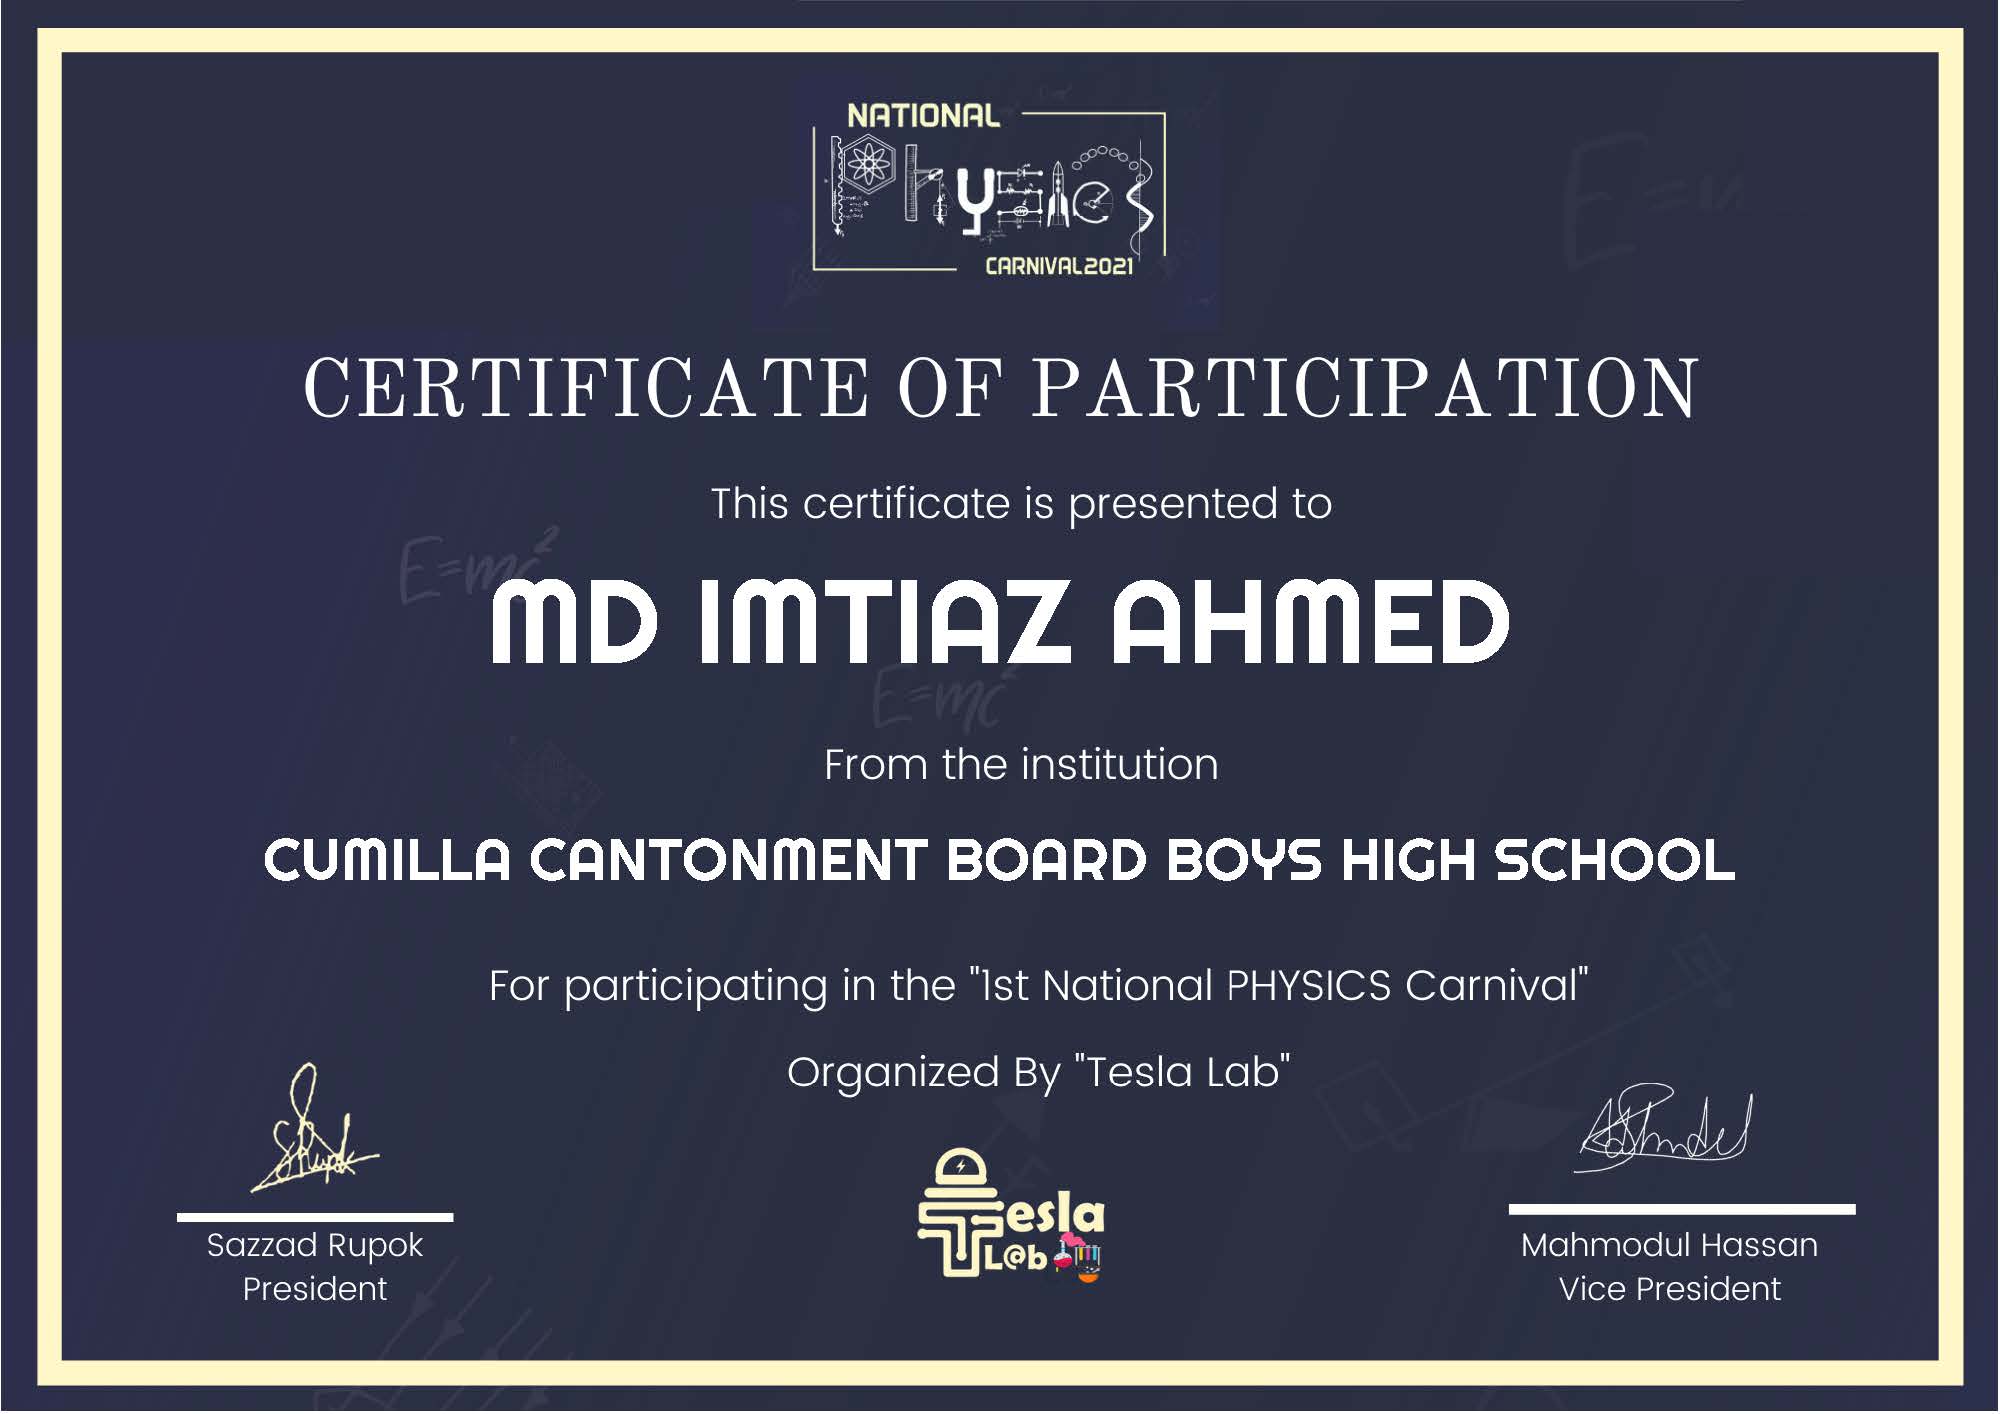 NATIONAL
Physics
CARNIVAL2021
CERTIFICATE OF PARTICIPATION
This certificate is presented to
E=mc²
MD IMTIAZ AHMED
E=mc²
From the institution
CUMILLA CANTONMENT BOARD BOYS HIGH SCHOOL
For participating in the "1st National PHYSICS Carnival"
Organized By "Tesla Lab"
Tesla
L@b
Sazzad Rupok
President
Mahmodul Hassan
Vice President